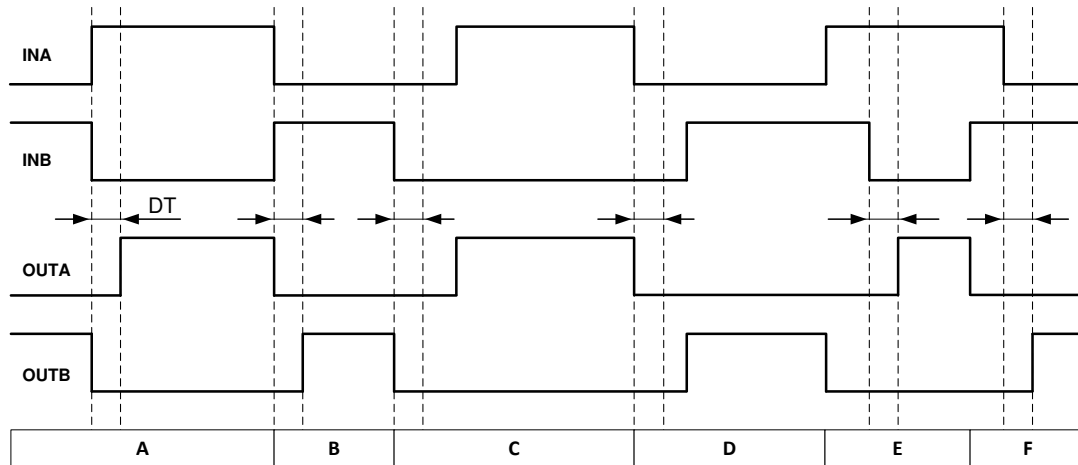 INA
INB
DT
OUTA
OUTB
A B C D E F